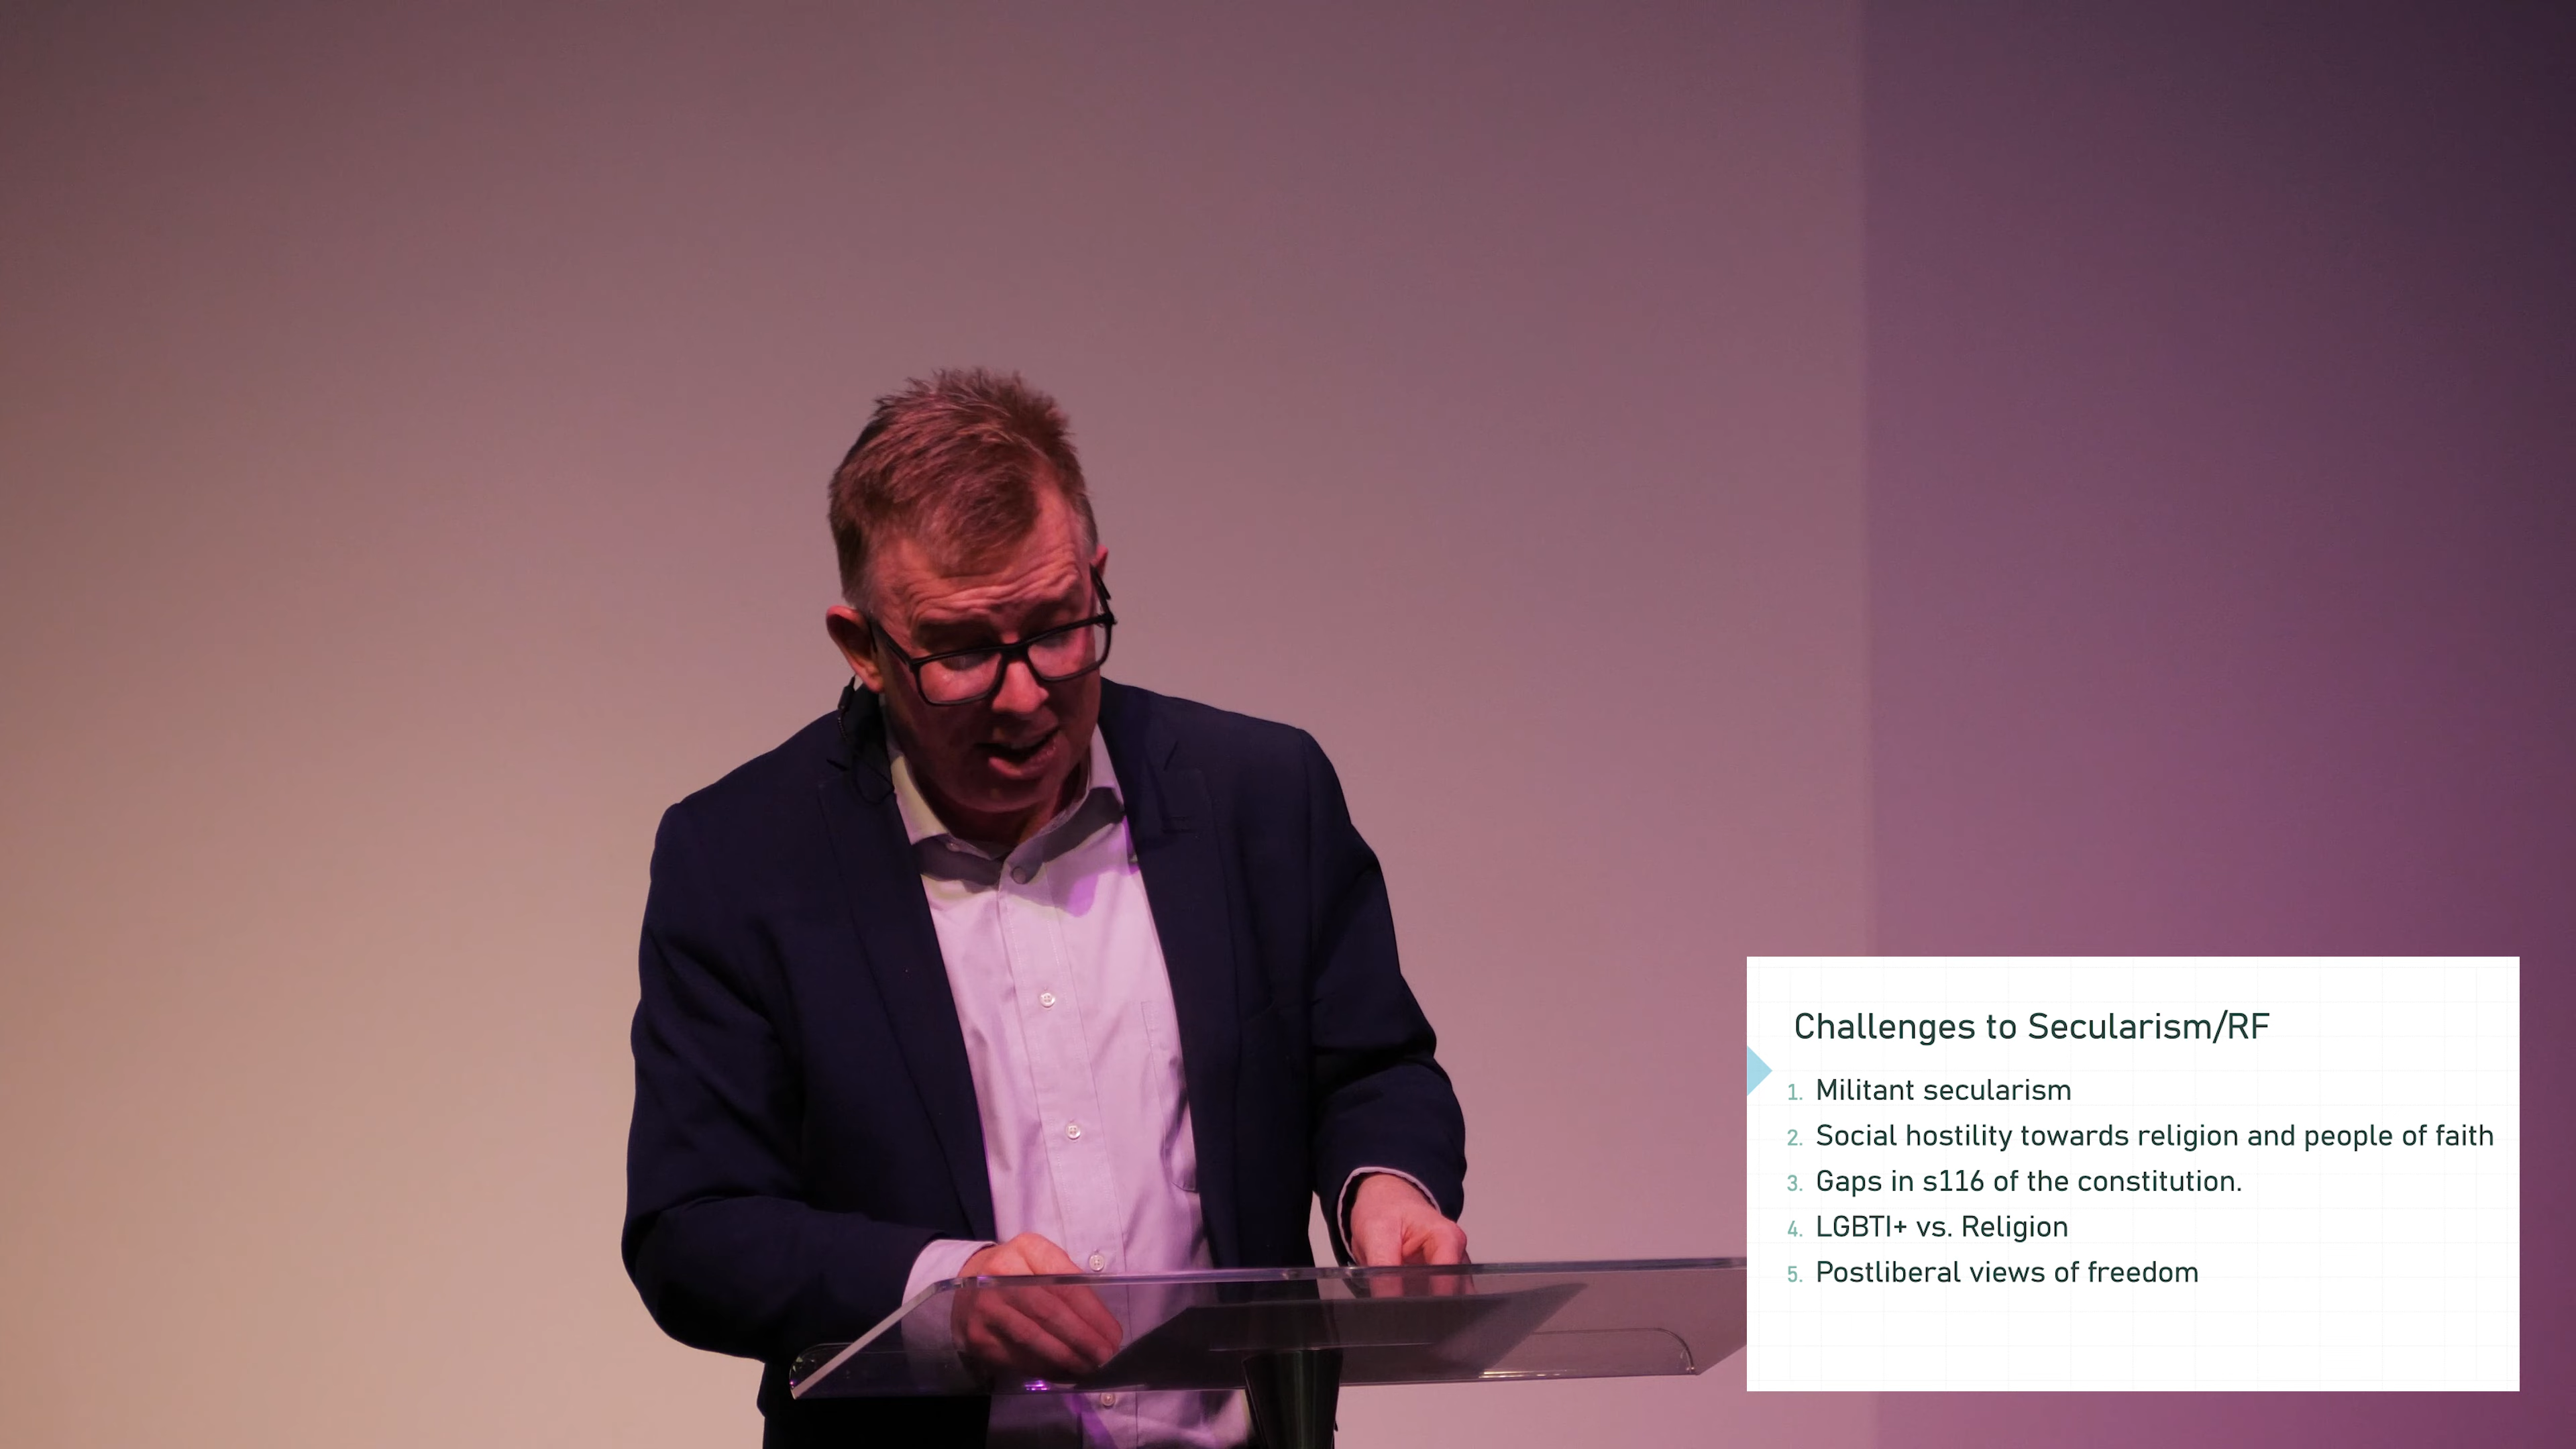 Challenges to Secularism/RF
1. Militant secularism
2. Social hostility towards religion and people of faith
3. Gaps in s116 of the constitution.
4. LGBTI+ vs. Religion
5. Postliberal views of freedom